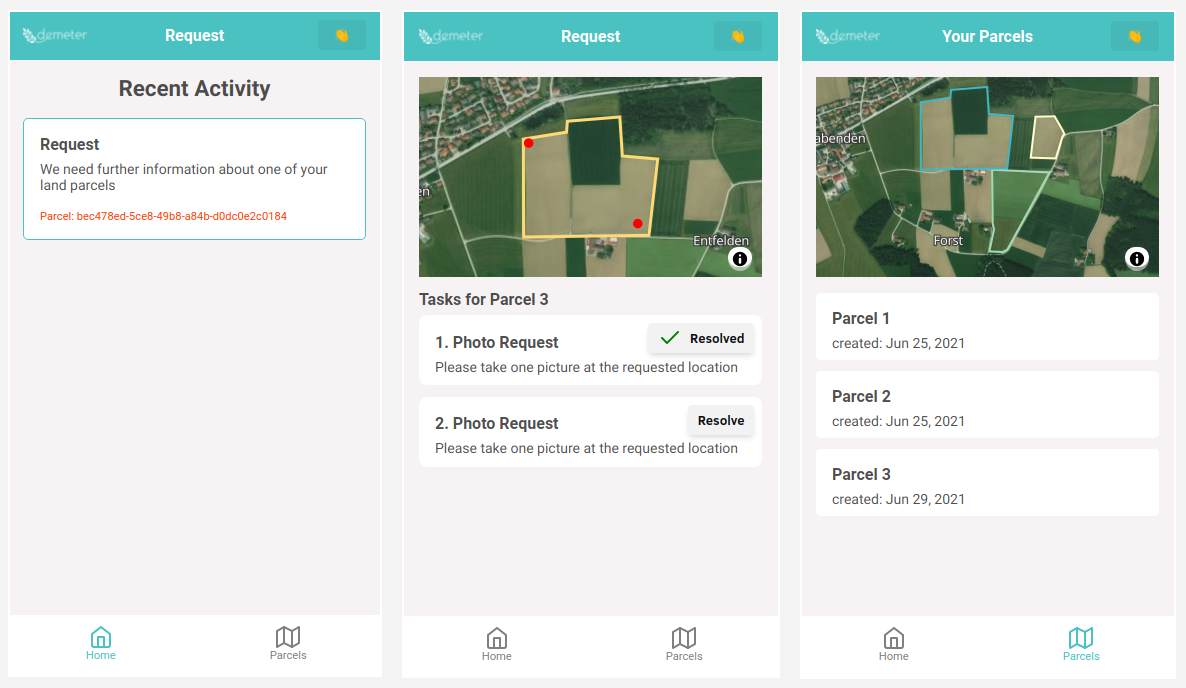 demeter
Request
Recent Activity
Request
We need further information about one of your
land parcels
Parcel: bec478ed-5ce8-49b8-a84b-d0dc0e2c0184
Home
Parcels
demeter
Request
en
Entfelden
Tasks for Parcel 3
1. Photo Request
Resolved
Please take one picture at the requested location
2. Photo Request
Resolve
Please take one picture at the requested location
Home
Parcels
demeter
Your Parcels
abenden
Forst
Parcel 1
created: Jun 25, 2021
Parcel 2
created: Jun 25, 2021
Parcel 3
created: Jun 29, 2021
Home
Parcels